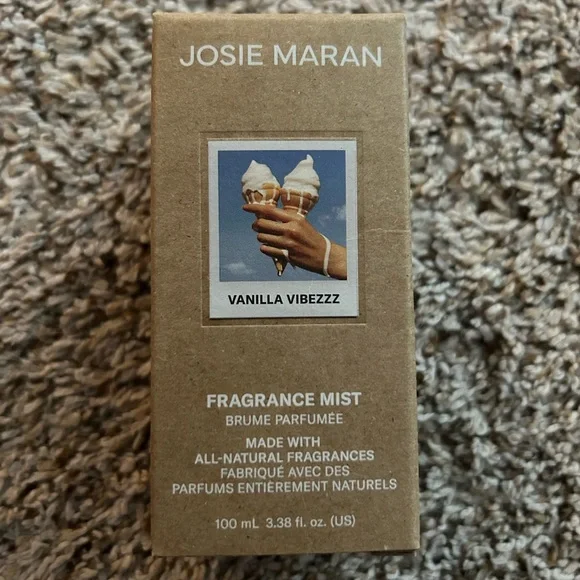 JOSIE MARAN
VANILLA VIBEZZZ
FRAGRANCE MIST
BRUME PARFUMÉE
MADE WITH
ALL-NATURAL FRAGRANCES
FABRIQUÉ AVEC DES
PARFUMS ENTIÈREMENT NATURELS
100 mL 3.38 fl. oz. (US)